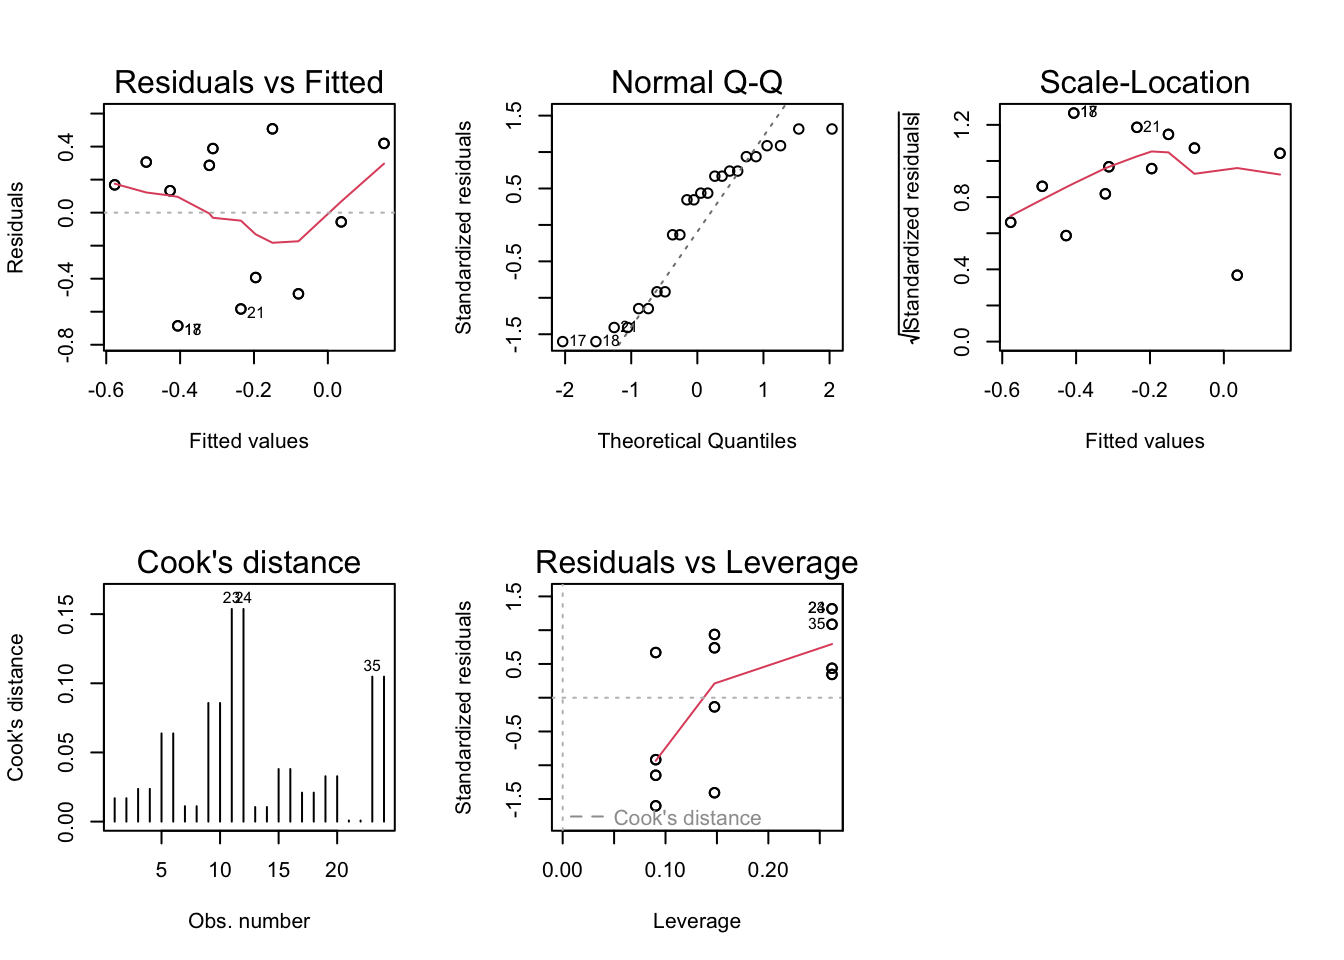 Residuals vs Fitted
Residuals
0.4
0.0
-0.4
-0.8
21
-0.6 -0.4 -0.2 0.0
Fitted values
Normal Q-Q
Standardized residuals
1.5
0.5
-0.5
-1.5
17 18
-2 -1 0 1 2
Theoretical Quantiles
Scale-Location
√|Standardized residuals|
1.2
0.8
0.4
0.0
21
-0.6 -0.4 -0.2 0.0
Fitted values
Cook's distance
Cook's distance
0.15
0.10
0.05
0.00
23 24
35
5 10 15 20
Obs. number
Residuals vs Leverage
Standardized residuals
1.5
0.5
-0.5
-1.5
35
Cook's distance
0.00 0.10 0.20
Leverage